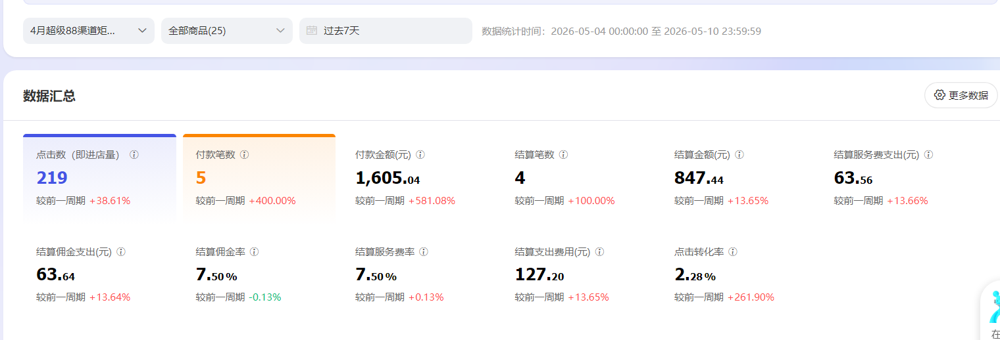 4月超级88渠道矩... 全部商品(25) 过去7天 数据统计时间：2026-05-04 00:00:00 至 2026-05-10 23:59:59
数据汇总 更多数据
点击数（即进店量） 付款笔数 付款金额(元) 结算笔数 结算金额(元) 结算服务费支出(元)
219 5 1,605.04 4 847.44 63.56
较前一周期 +38.61% 较前一周期 +400.00% 较前一周期 +581.08% 较前一周期 +100.00% 较前一周期 +13.65% 较前一周期 +13.66%
结算佣金支出(元) 结算佣金率 结算服务费率 结算支出费用(元) 点击转化率
63.64 7.50% 7.50% 127.20 2.28%
较前一周期 +13.64% 较前一周期 -0.13% 较前一周期 +0.13% 较前一周期 +13.65% 较前一周期 +261.90%
在